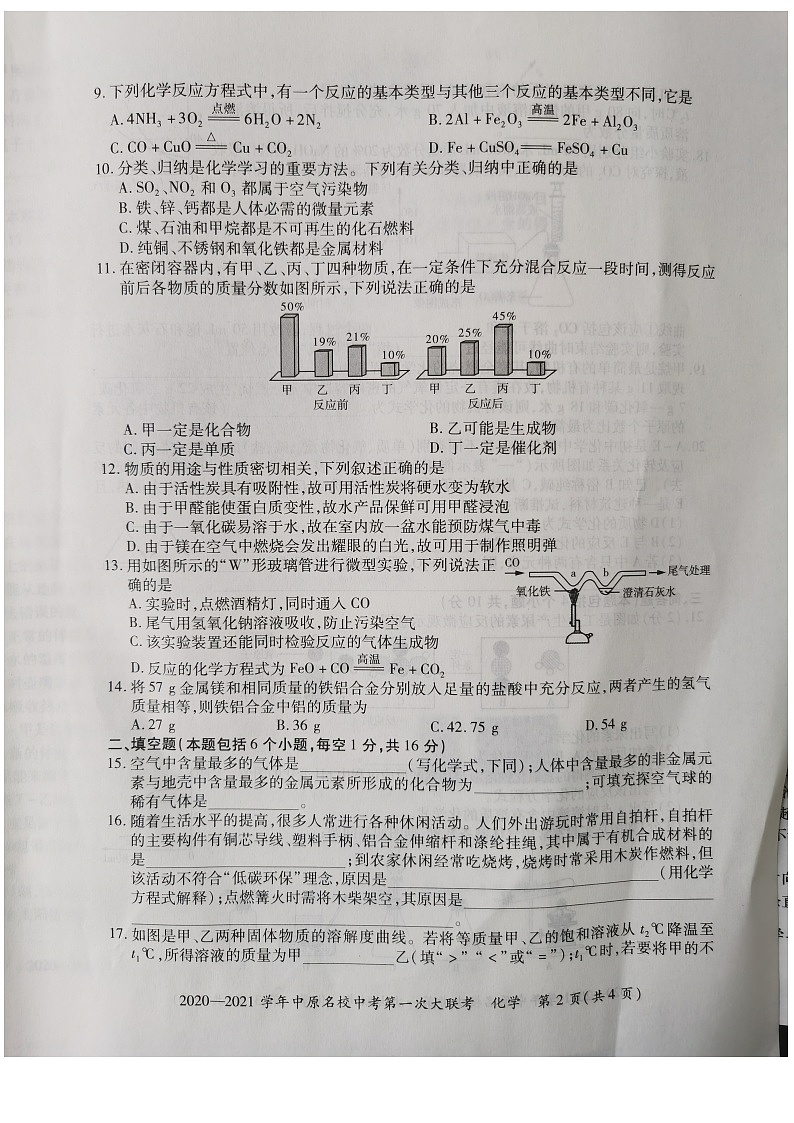 9. 下列化学反应方程式中,有一个反应的基本类型与其他三个反应的基本类型不同,它是
A. 4NH₃ + 3O₂ 点燃 6H₂O + 2N₂ B. 2Al + Fe₂O₃ 高温 2Fe + Al₂O₃
C. CO + CuO △ Cu + CO₂ D. Fe + CuSO₄ ══ FeSO₄ + Cu
10. 分类、归纳是化学学习的重要方法。下列有关分类、归纳中正确的是
A. SO₂、NO₂ 和 O₃ 都属于空气污染物
B. 铁、锌、钙都是人体必需的微量元素
C. 煤、石油和甲烷都是不可再生的化石燃料
D. 纯铜、不锈钢和氧化铁都是金属材料
11. 在密闭容器内,有甲、乙、丙、丁四种物质,在一定条件下充分混合反应一段时间,测得反应
前后各物质的质量分数如图所示,下列说法正确的是
50% 19% 21% 10% 20% 25% 45% 10%
甲 乙 丙 丁 甲 乙 丙 丁
反应前 反应后
A. 甲一定是化合物 B. 乙可能是生成物
C. 丙一定是单质 D. 丁一定是催化剂
12. 物质的用途与性质密切相关,下列叙述正确的是
A. 由于活性炭具有吸附性,故可用活性炭将硬水变为软水
B. 由于甲醛能使蛋白质变性,故水产品保鲜可用甲醛浸泡
C. 由于一氧化碳易溶于水,故在室内放一盆水能预防煤气中毒
D. 由于镁在空气中燃烧会发出耀眼的白光,故可用于制作照明弹
13. 用如图所示的“W”形玻璃管进行微型实验,下列说法正
确的是
CO a b 尾气处理
氧化铁 澄清石灰水
A. 实验时,点燃酒精灯,同时通入 CO
B. 尾气用氢氧化钠溶液吸收,防止污染空气
C. 该实验装置还能同时检验反应的气体生成物
D. 反应的化学方程式为 FeO + CO 高温 Fe + CO₂
14. 将 57 g 金属镁和相同质量的铁铝合金分别放入足量的盐酸中充分反应,两者产生的氢气
质量相等,则铁铝合金中铝的质量为
A. 27 g B. 36 g C. 42.75 g D. 54 g
二、填空题(本题包括 6 个小题,每空 1 分,共 16 分)
15. 空气中含量最多的气体是____________(写化学式,下同);人体中含量最多的非金属元
素与地壳中含量最多的金属元素所形成的化合物为____________;可填充探空气球的
稀有气体是____________。
16. 随着生活水平的提高,很多人常进行各种休闲活动。人们外出游玩时常用自拍杆,自拍杆
的主要构件有铜芯导线、塑料手柄、铝合金伸缩杆和涤纶挂绳,其中属于有机合成材料的
是____________;到农家休闲经常吃烧烤,烧烤时常采用木炭作燃料,但
该活动不符合“低碳环保”理念,原因是____________(用化学
方程式解释);点燃篝火时需将木柴架空,其原因是____________
____________。
17. 如图是甲、乙两种固体物质的溶解度曲线。若将等质量甲、乙的饱和溶液从 t₂℃ 降温至
t₁℃,所得溶液的质量为甲____________乙(填“>”“<”或“=”);t₁℃时,若要将甲的不
2020—2021 学年中原名校中考第一次大联考 化学 第 2 页(共 4 页)